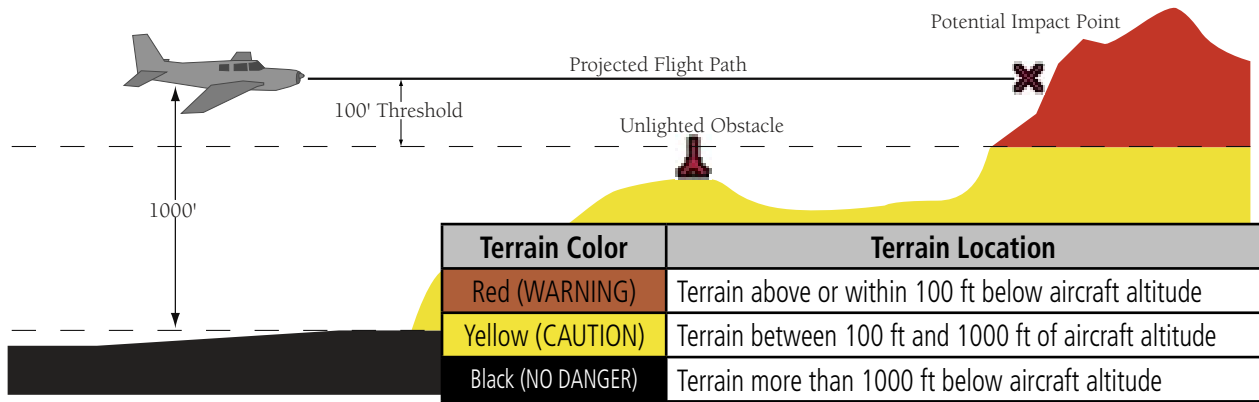 Potential Impact Point
Projected Flight Path
100' Threshold
Unlighted Obstacle
1000'
Terrain Color Terrain Location
Red (WARNING) Terrain above or within 100 ft below aircraft altitude
Yellow (CAUTION) Terrain between 100 ft and 1000 ft of aircraft altitude
Black (NO DANGER) Terrain more than 1000 ft below aircraft altitude